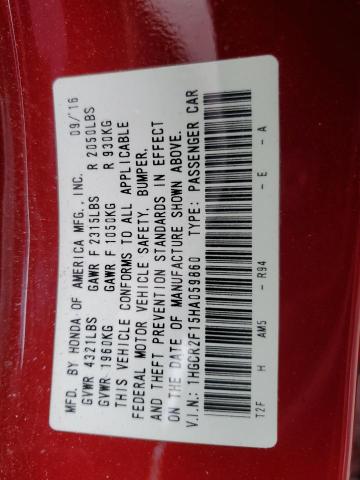 MFD. BY HONDA OF AMERICA MFG., INC. 09/16
GVWR 4321LBS GAWR F 2315LBS R 2050LBS
GVWR 1960KG GAWR F 1050KG R 930KG
THIS VEHICLE CONFORMS TO ALL APPLICABLE
FEDERAL MOTOR VEHICLE SAFETY, BUMPER,
AND THEFT PREVENTION STANDARDS IN EFFECT
ON THE DATE OF MANUFACTURE SHOWN ABOVE.
V.I.N.: 1HGCR2F15HA059860 TYPE: PASSENGER CAR
T2F H AM5 - R94 - E - A